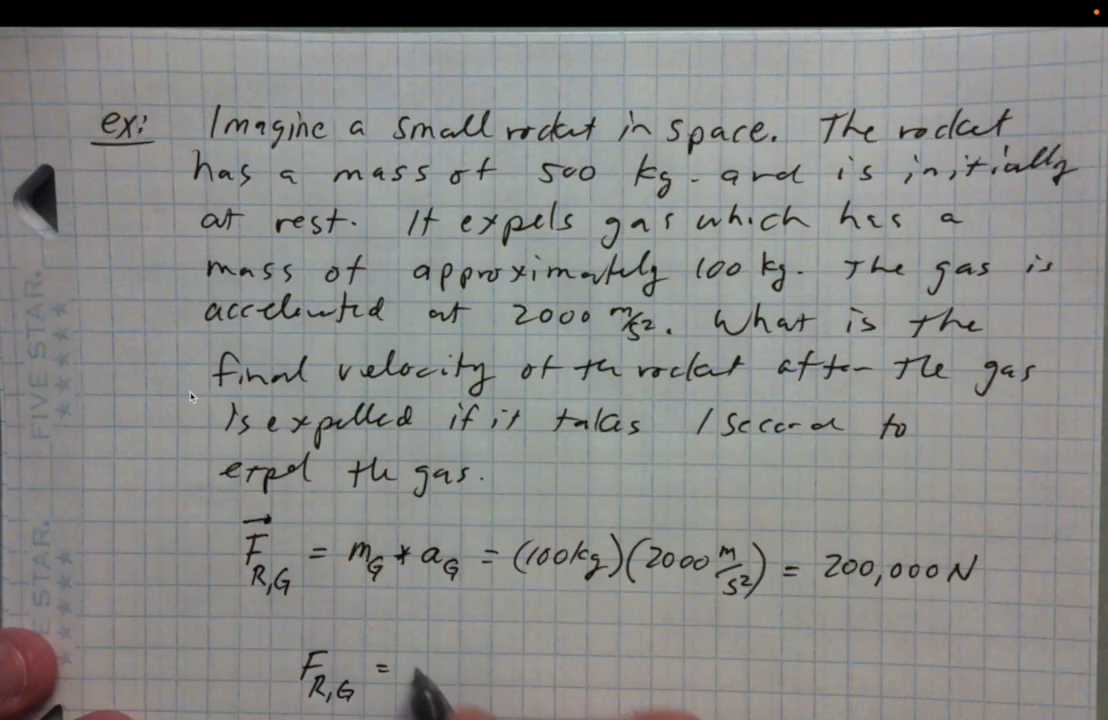 ex: Imagine a small rocket in space. The rocket
has a mass of 500 kg. and is initially
at rest. It expels gas which has a
mass of approximately 100 kg. The gas is
accelerated at 2000 m/s2. What is the
final velocity of the rocket after the gas
is expelled if it takes 1 second to
expel the gas.
F⃗ R,G = mG * aG = (100kg)(2000 m/s²) = 200,000 N
F R,G =
FIVE STAR.
E STAR.